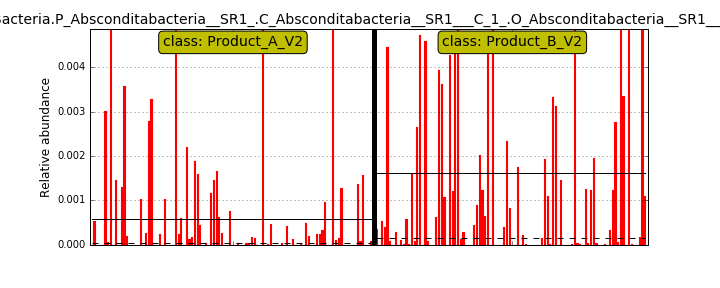 acteria.P_Absconditabacteria__SR1_.C_Absconditabacteria__SR1___C_1_.O_Absconditabacteria__SR1__
class: Product_A_V2
class: Product_B_V2
Relative abundance
0.004
0.003
0.002
0.001
0.000